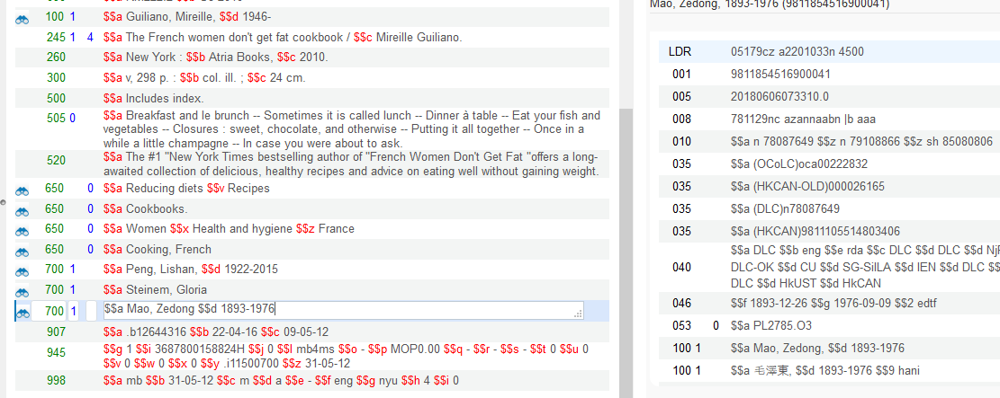 100 1 $$a Guiliano, Mireille, $$d 1946-
245 1 4 $$a The French women don't get fat cookbook / $$c Mireille Guiliano.
260 $$a New York : $$b Atria Books, $$c 2010.
300 $$a v, 298 p. : $$b col. ill. ; $$c 24 cm.
500 $$a Includes index.
505 0 $$a Breakfast and le brunch -- Sometimes it is called lunch -- Dinner à table -- Eat your fish and
vegetables -- Closures : sweet, chocolate, and otherwise -- Putting it all together -- Once in a
while a little champagne -- In case you were about to ask.
520 $$a The #1 "New York Times bestselling author of "French Women Don't Get Fat "offers a long-
awaited collection of delicious, healthy recipes and advice on eating well without gaining weight.
650 0 $$a Reducing diets $$v Recipes
650 0 $$a Cookbooks.
650 0 $$a Women $$x Health and hygiene $$z France
650 0 $$a Cooking, French
700 1 $$a Peng, Lishan, $$d 1922-2015
700 1 $$a Steinem, Gloria
700 1 $$a Mao, Zedong $$d 1893-1976
907 $$a .b12644316 $$b 22-04-16 $$c 09-05-12
945 $$g 1 $$i 3687800158824H $$j 0 $$l mb4ms $$o - $$p MOP0.00 $$q - $$r - $$s - $$t 0 $$u 0
$$v 0 $$w 0 $$x 0 $$y .i11500700 $$z 31-05-12
998 $$a mb $$b 31-05-12 $$c m $$d a $$e - $$f eng $$g nyu $$h 4 $$i 0
Mao, Zedong, 1893-1976 (9811854516900041)
LDR 05179cz a2201033n 4500
001 9811854516900041
005 20180606073310.0
008 781129nc azannaabn |b aaa
010 $$a n 78087649 $$z n 79108866 $$z sh 85080806
035 $$a (OCoLC)oca00222832
035 $$a (HKCAN-OLD)000026165
035 $$a (DLC)n78087649
035 $$a (HKCAN)9811105514803406
040 $$a DLC $$b eng $$e rda $$c DLC $$d DLC $$d NjP
DLC-OK $$d CU $$d SG-SiILA $$d IEN $$d DLC $$
DLC $$d HkUST $$d HkCAN
046 $$f 1893-12-26 $$g 1976-09-09 $$2 edtf
053 0 $$a PL2785.O3
100 1 $$a Mao, Zedong, $$d 1893-1976
100 1 $$a 毛澤東, $$d 1893-1976 $$9 hani